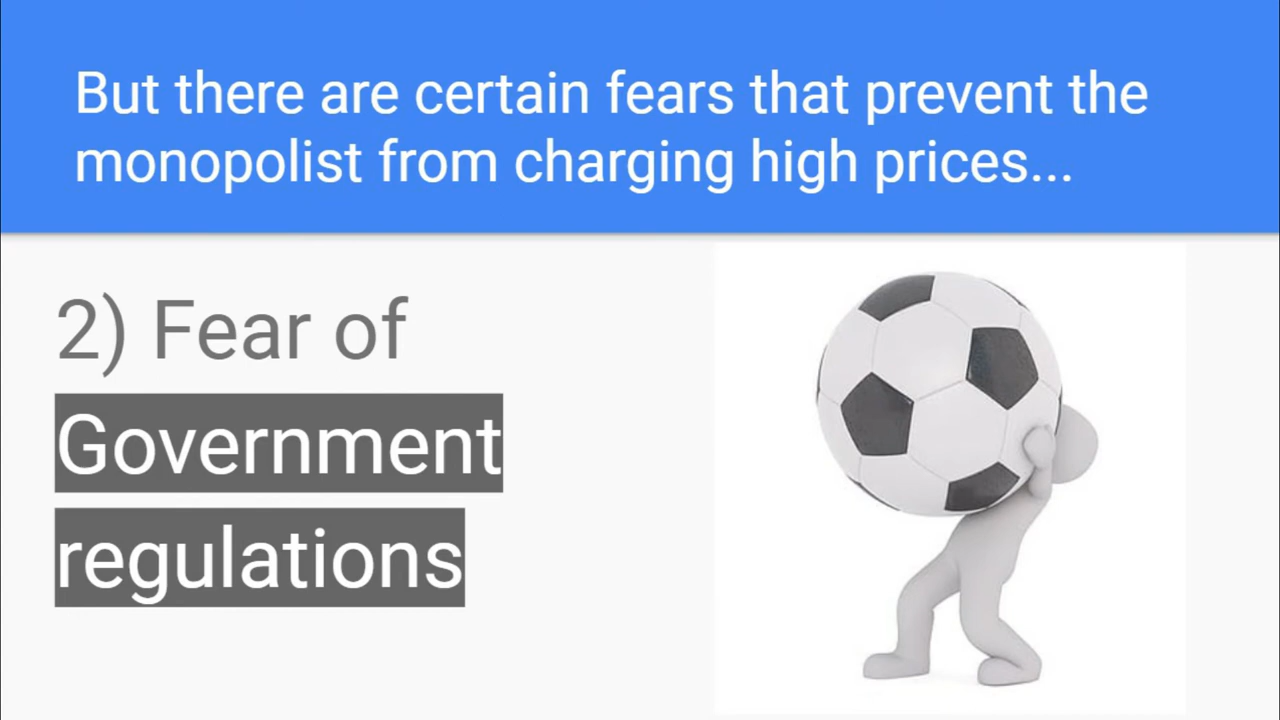 But there are certain fears that prevent the
monopolist from charging high prices...
2) Fear of
Government
regulations